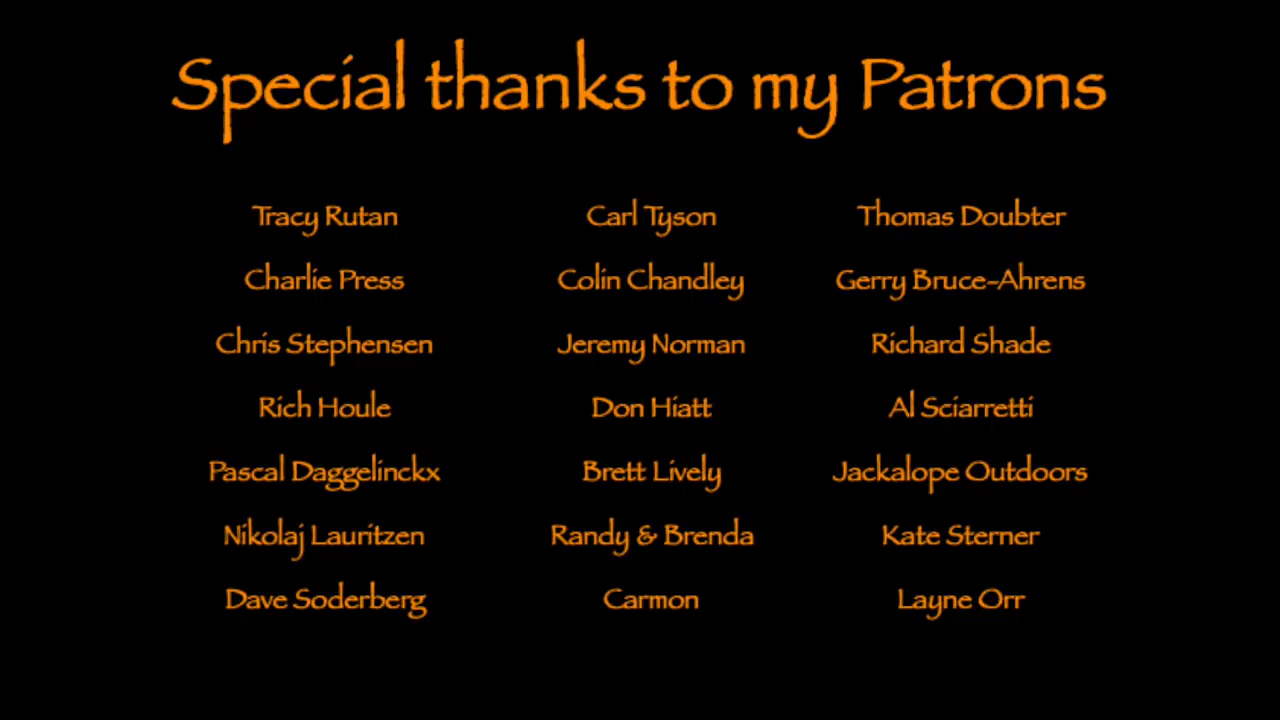 Special thanks to my Patrons
Tracy Rutan
Charlie Press
Chris Stephensen
Rich Houle
Pascal Daggelinckx
Nikolaj Lauritzen
Dave Soderberg
Carl Tyson
Colin Chandley
Jeremy Norman
Don Hiatt
Brett Lively
Randy & Brenda
Carmon
Thomas Doubter
Gerry Bruce-Ahrens
Richard Shade
Al Sciarretti
Jackalope Outdoors
Kate Sterner
Layne Orr